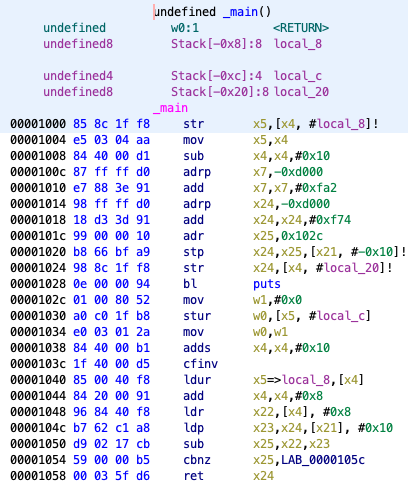 undefined _main()
undefined w0:1 <RETURN>
undefined8 Stack[-0x8]:8 local_8
undefined4 Stack[-0xc]:4 local_c
undefined8 Stack[-0x20]:8 local_20
_main
00001000 85 8c 1f f8 str x5,[x4, #local_8]!
00001004 e5 03 04 aa mov x5,x4
00001008 84 40 00 d1 sub x4,x4,#0x10
0000100c 87 ff ff d0 adrp x7,-0xd000
00001010 e7 88 3e 91 add x7,x7,#0xfa2
00001014 98 ff ff d0 adrp x24,-0xd000
00001018 18 d3 3d 91 add x24,x24,#0xf74
0000101c 99 00 00 10 adr x25,0x102c
00001020 b8 66 bf a9 stp x24,x25,[x21, #-0x10]!
00001024 98 8c 1f f8 str x24,[x4, #local_20]!
00001028 0e 00 00 94 bl puts
0000102c 01 00 80 52 mov w1,#0x0
00001030 a0 c0 1f b8 stur w0,[x5, #local_c]
00001034 e0 03 01 2a mov w0,w1
00001038 84 40 00 b1 adds x4,x4,#0x10
0000103c 1f 40 00 d5 cfinv
00001040 85 00 40 f8 ldur x5=>local_8,[x4]
00001044 84 20 00 91 add x4,x4,#0x8
00001048 96 84 40 f8 ldr x22,[x4], #0x8
0000104c b7 62 c1 a8 ldp x23,x24,[x21], #0x10
00001050 d9 02 17 cb sub x25,x22,x23
00001054 59 00 00 b5 cbnz x25,LAB_0000105c
00001058 00 03 5f d6 ret x24